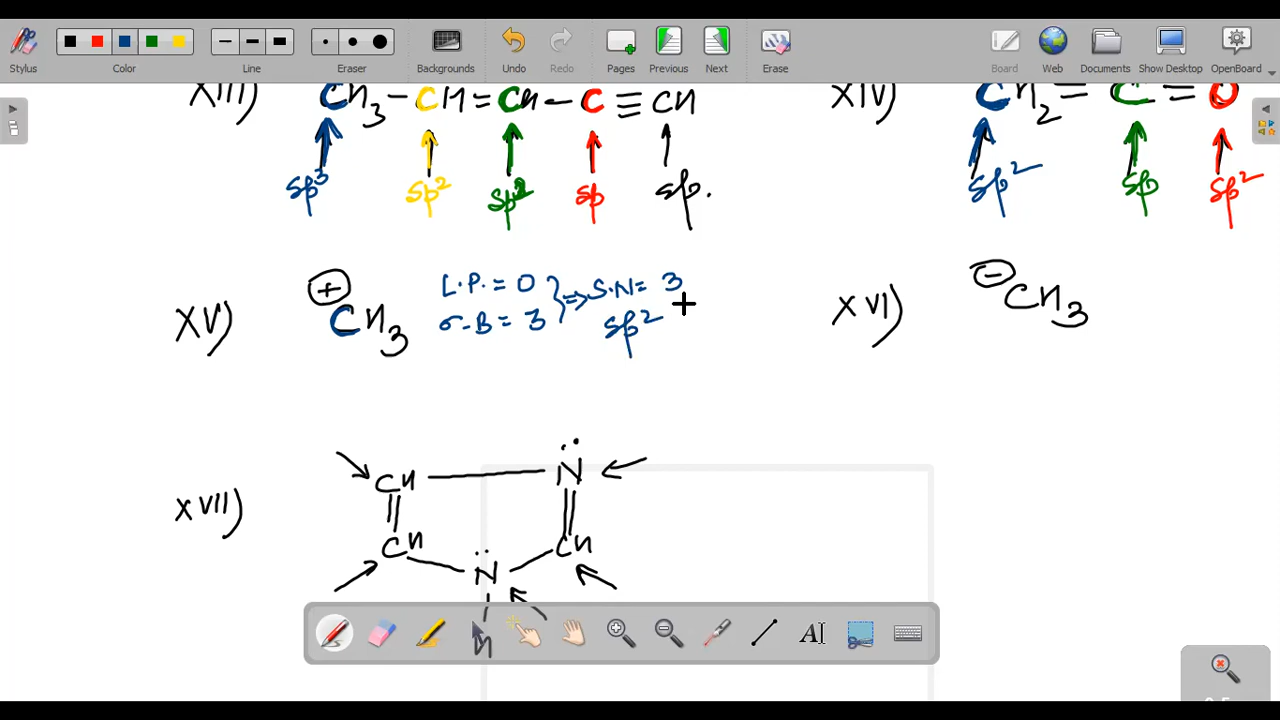 Stylus Color Line Eraser Backgrounds Undo Redo Pages Previous Next Erase Board Web Documents Show Desktop OpenBoard
XIII) CH3 – CH = CH – C ≡ CH
sp3 sp2 sp2 sp sp.
XIV) CH2 = C = O
sp2 sp sp2
XV) + CH3 L.P. = 0 } ⇒ S.N = 3
σ-B = 3 sp2
XVI) − CH3
XVII) CH — N̈
CH N̈ CH
H